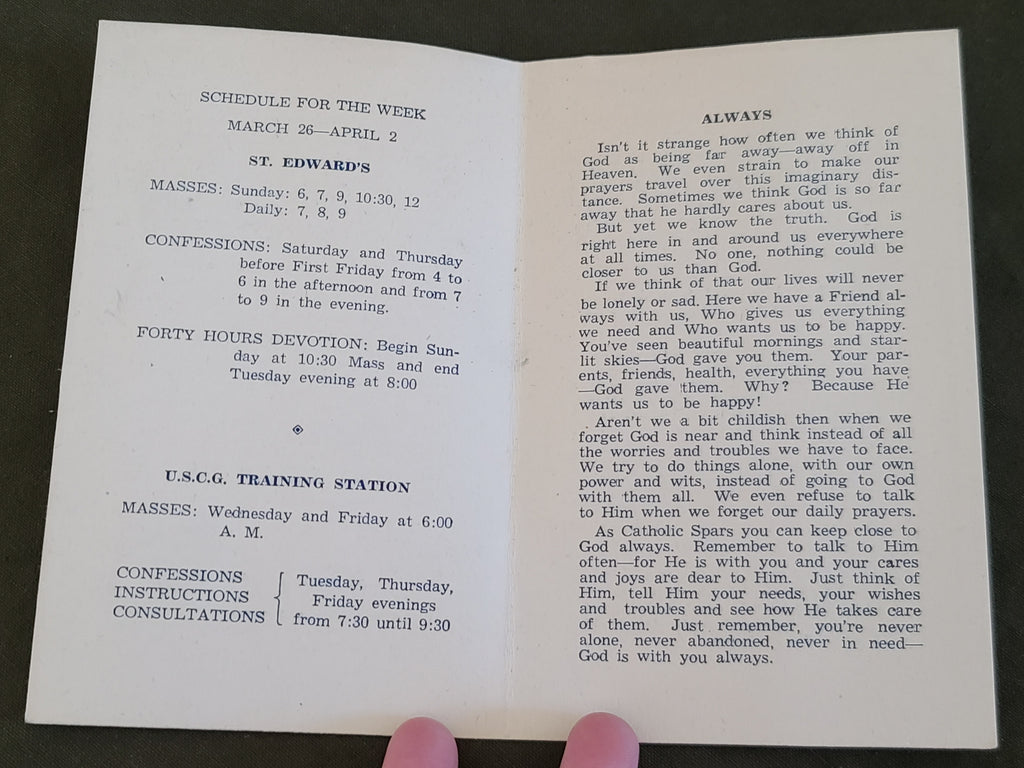 SCHEDULE FOR THE WEEK
MARCH 26—APRIL 2
ST. EDWARD'S
MASSES: Sunday: 6, 7, 9, 10:30, 12
Daily: 7, 8, 9
CONFESSIONS: Saturday and Thursday
before First Friday from 4 to
6 in the afternoon and from 7
to 9 in the evening.
FORTY HOURS DEVOTION: Begin Sun-
day at 10:30 Mass and end
Tuesday evening at 8:00
U.S.C.G. TRAINING STATION
MASSES: Wednesday and Friday at 6:00
A. M.
CONFESSIONS
INSTRUCTIONS
CONSULTATIONS
Tuesday, Thursday,
Friday evenings
from 7:30 until 9:30
ALWAYS
Isn't it strange how often we think of
God as being far away—away off in
Heaven. We even strain to make our
prayers travel over this imaginary dis-
tance. Sometimes we think God is so far
away that he hardly cares about us.
But yet we know the truth. God is
right here in and around us everywhere
at all times. No one, nothing could be
closer to us than God.
If we think of that our lives will never
be lonely or sad. Here we have a Friend al-
ways with us, Who gives us everything
we need and Who wants us to be happy.
You've seen beautiful mornings and star-
lit skies—God gave you them. Your par-
ents, friends, health, everything you have
—God gave them. Why? Because He
wants us to be happy!
Aren't we a bit childish then when we
forget God is near and think instead of all
the worries and troubles we have to face.
We try to do things alone, with our own
power and wits, instead of going to God
with them all. We even refuse to talk
to Him when we forget our daily prayers.
As Catholic Spars you can keep close to
God always. Remember to talk to Him
often—for He is with you and your cares
and joys are dear to Him. Just think of
Him, tell Him your needs, your wishes
and troubles and see how He takes care
of them. Just remember, you're never
alone, never abandoned, never in need—
God is with you always.